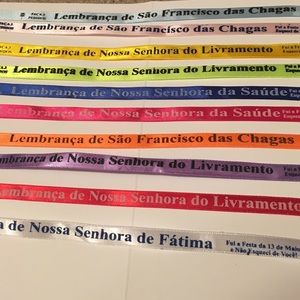 Lembrança de São Francisco das Chagas
Lembrança de São Francisco das Chagas
Lembrança de Nossa Senhora do Livramento
Lembrança de Nossa Senhora do Livramento
Lembrança de Nossa Senhora da Saúde
Lembrança de Nossa Senhora da Saúde
Lembrança de São Francisco das Chagas
Lembrança de Nossa Senhora do Livramento
Lembrança de Nossa Senhora do Livramento
a de Nossa Senhora de Fátima
Fui a Festa da 13 de Maio
e Não Esqueci de Você!